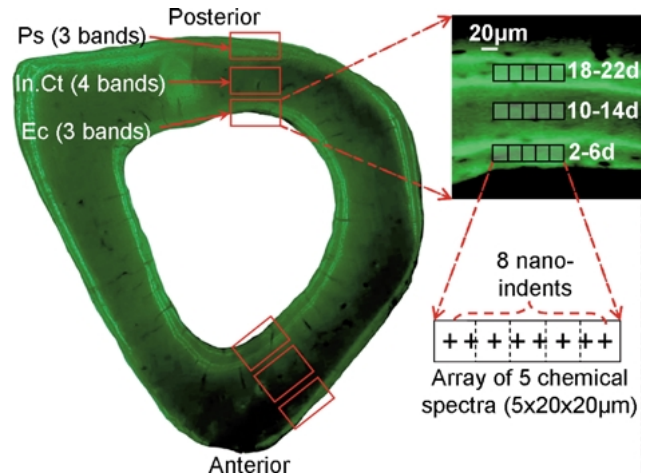 Posterior
Ps (3 bands)
In.Ct (4 bands)
Ec (3 bands)
20µm
18-22d
10-14d
2-6d
8 nano-
indents
+ + + + + + + +
Array of 5 chemical
spectra (5x20x20µm)
Anterior